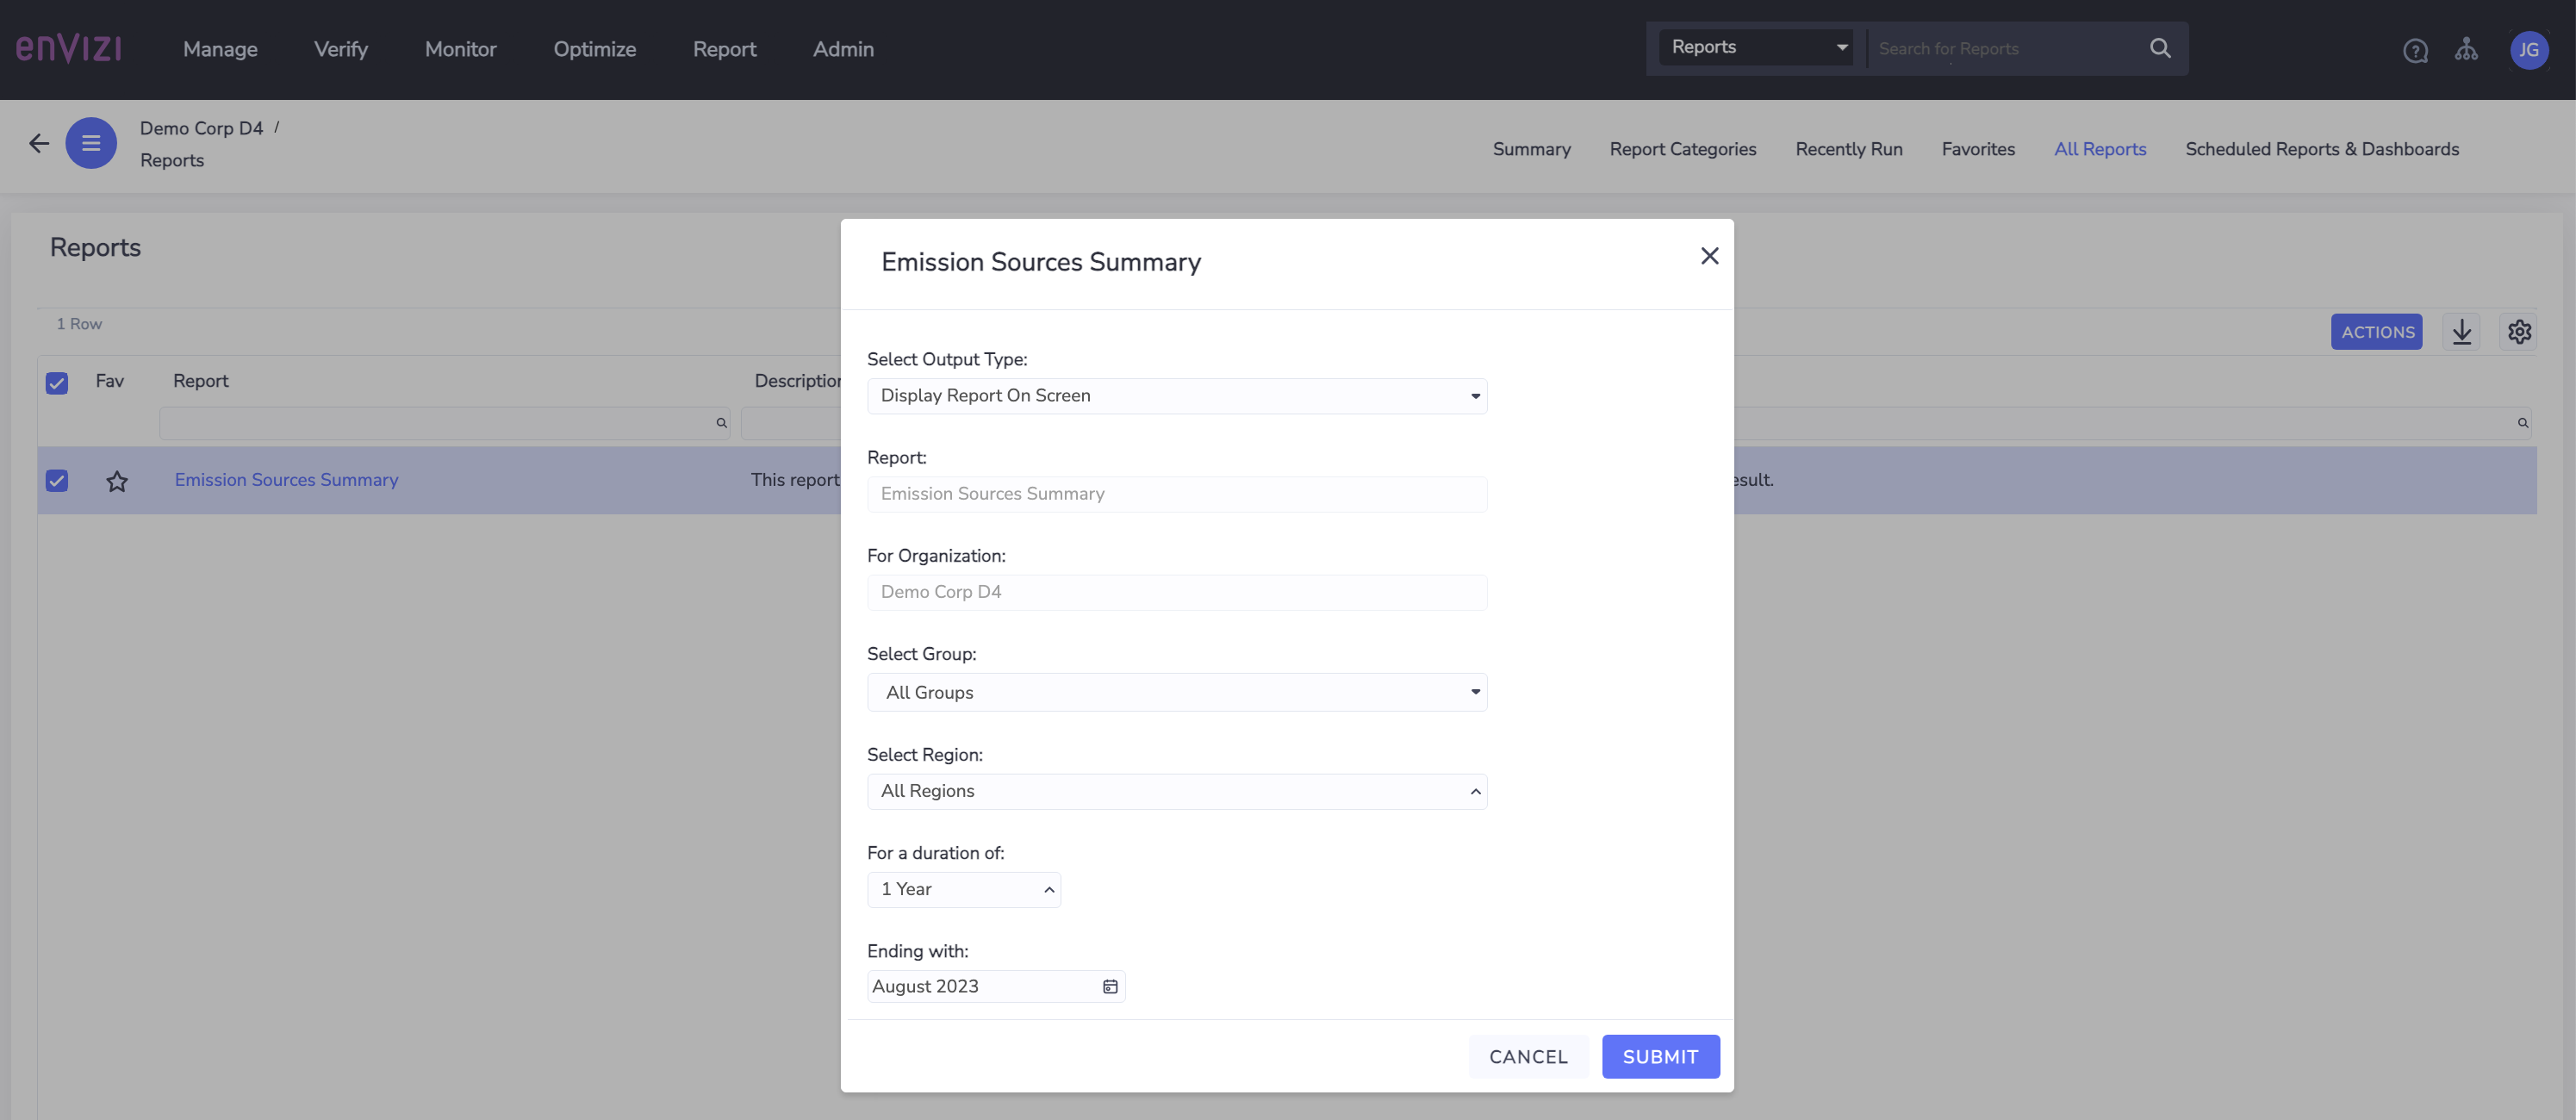 enVIZI
Manage Verify Monitor Optimize Report Admin
Reports Search for Reports
JG
Demo Corp D4 /
Reports
Summary Report Categories Recently Run Favorites All Reports Scheduled Reports & Dashboards
Reports
1 Row
ACTIONS
Fav Report Description
Emission Sources Summary This report esult.
Emission Sources Summary
Select Output Type:
Display Report On Screen
Report:
Emission Sources Summary
For Organization:
Demo Corp D4
Select Group:
All Groups
Select Region:
All Regions
For a duration of:
1 Year
Ending with:
August 2023
CANCEL SUBMIT